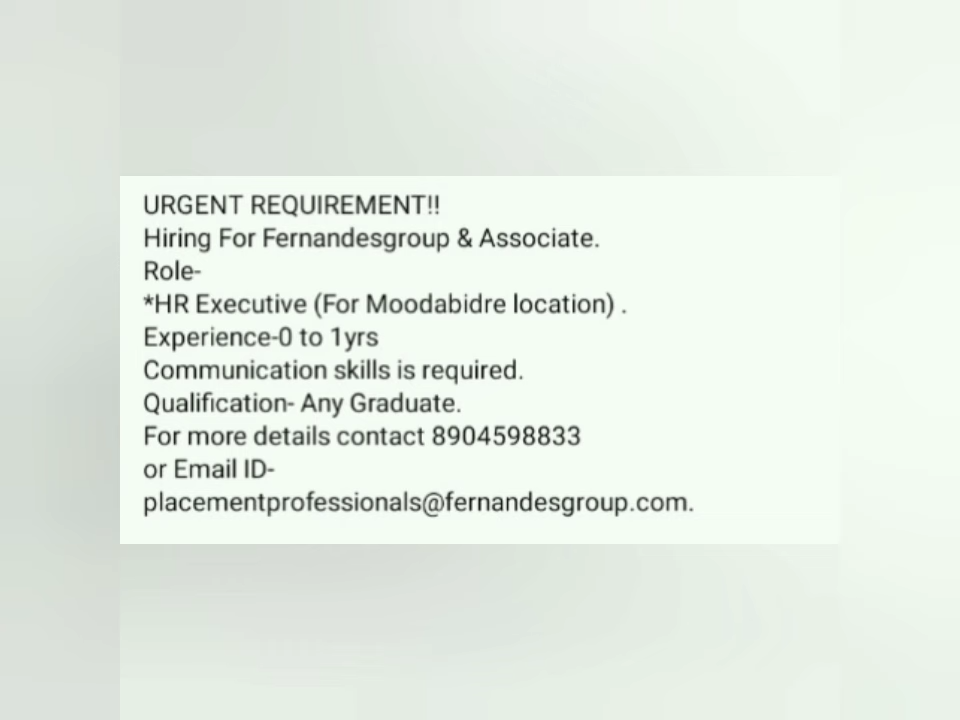 URGENT REQUIREMENT!!
Hiring For Fernandesgroup & Associate.
Role-
*HR Executive (For Moodabidre location) .
Experience-0 to 1yrs
Communication skills is required.
Qualification- Any Graduate.
For more details contact 8904598833
or Email ID-
placementprofessionals@fernandesgroup.com.